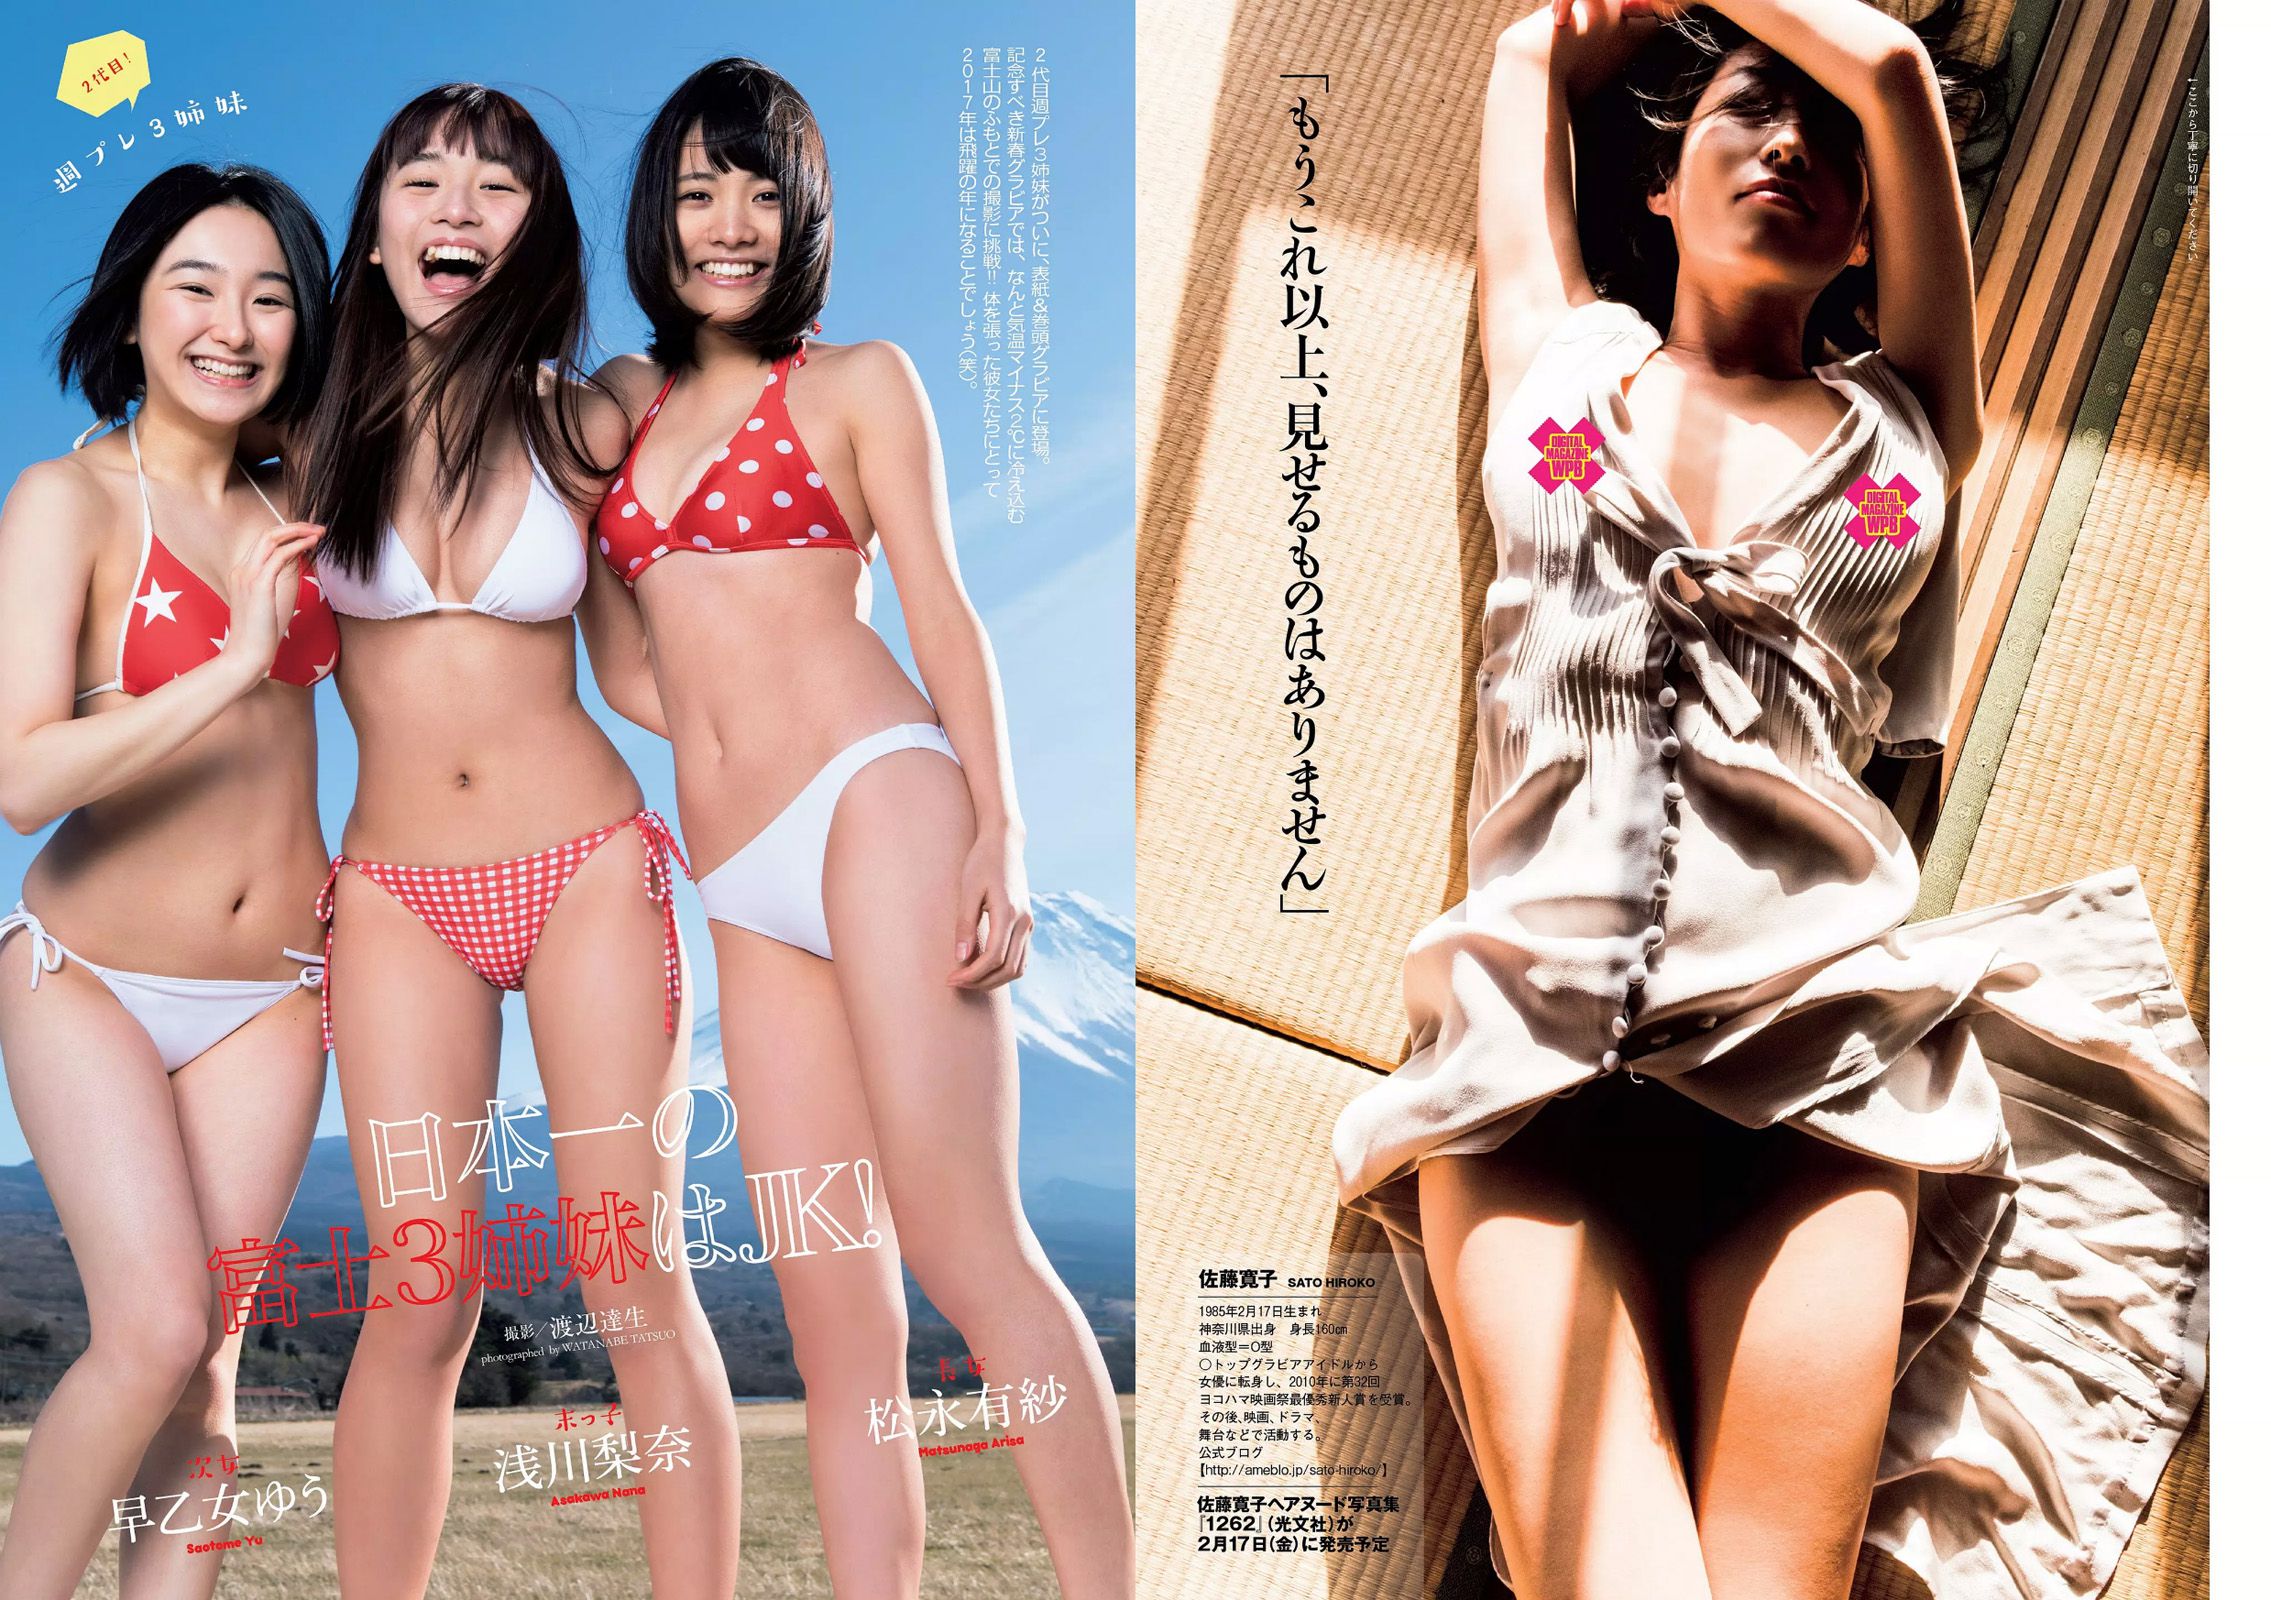 2代目!
週プレ3姉妹
2代目週プレ3姉妹がついに、表紙&巻頭グラビアに登場。
記念すべき新春グラビアでは、なんと気温マイナス2℃に冷え込む
富士山のふもとでの撮影に挑戦!! 体を張った彼女たちにとって
2017年は飛躍の年になることでしょう(笑)。
日本一の
富士3姉妹はJK!
撮影/渡辺達生
photographed by WATANABE TATSUO
長女
松永有紗
Matsunaga Arisa
末っ子
浅川梨奈
Asakawa Nana
次女
早乙女ゆう
Saotome Yu
↑ここから丁寧に切り開いてください
「もうこれ以上、見せるものはありません」
DIGITAL
MAGAZINE
WPB
DIGITAL
MAGAZINE
WPB
佐藤寛子 SATO HIROKO
1985年2月17日生まれ
神奈川県出身 身長160㎝
血液型=O型
○トップグラビアアイドルから
女優に転身し、2010年に第32回
ヨコハマ映画祭最優秀新人賞を受賞。
その後、映画、ドラマ、
舞台などで活動する。
公式ブログ
【http://ameblo.jp/sato-hiroko/】
佐藤寛子ヘアヌード写真集
『1262』(光文社)が
2月17日(金)に発売予定